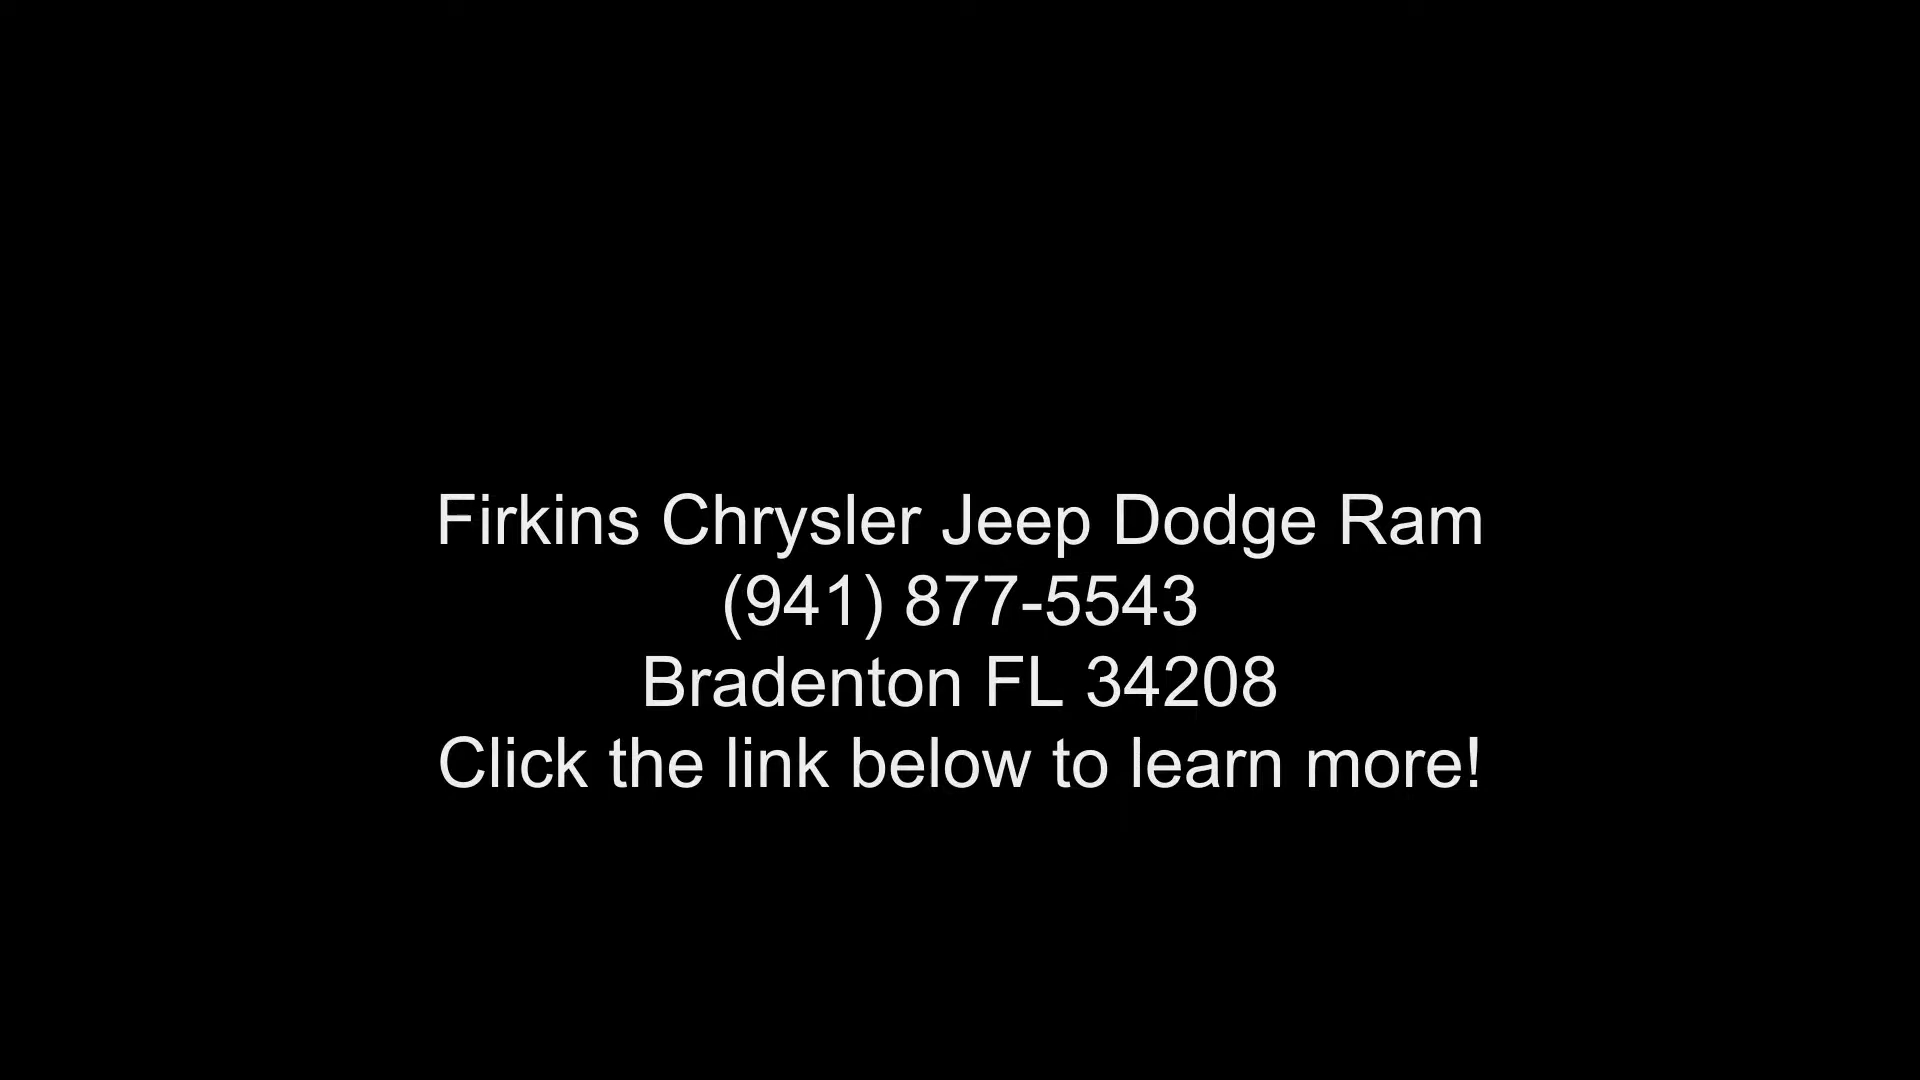 Firkins Chrysler Jeep Dodge Ram
(941) 877-5543
Bradenton FL 34208
Click the link below to learn more!